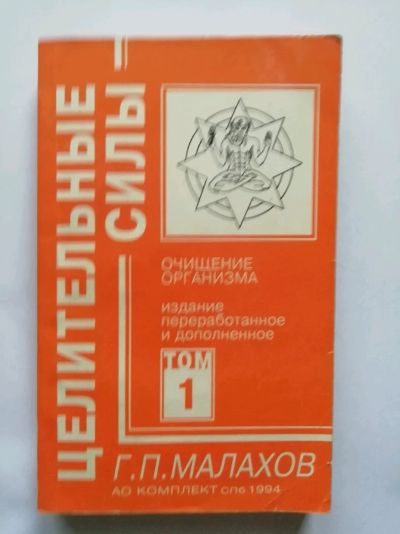 ЦЕЛИТЕЛЬНЫЕ
СИЛЫ
ОЧИЩЕНИЕ
ОРГАНИЗМА
издание
переработанное
и дополненное
ТОМ
1
Г.П.МАЛАХОВ
АО КОМПЛЕКТ спб 1994